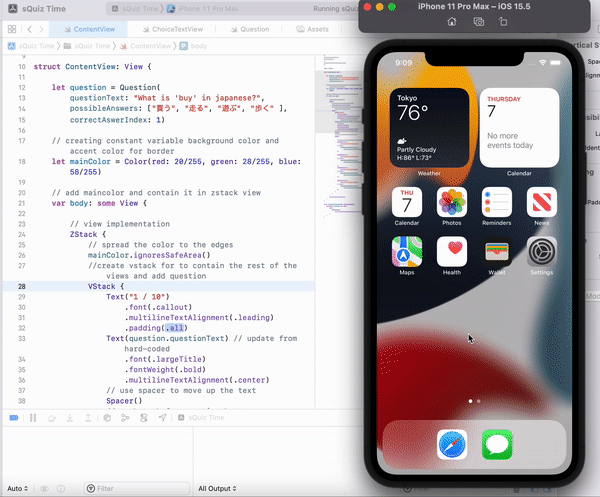 sQuiz Time
iPhone 11 Pro Max
Running sQuiz
ContentView
ChoiceTextView
Question
Assets
sQuiz Time
sQuiz Time
ContentView
body
9
10
struct ContentView: View {
11
12
let question = Question(
13
questionText: "What is 'buy' in japanese?",
14
possibleAnswers: ["買う", "走る", "遊ぶ", "歩く" ],
15
correctAswerIndex: 1)
16
17
// creating constant variable background color and
accent color for border
18
let mainColor = Color(red: 20/255, green: 28/255, blue:
58/255)
19
20
// add maincolor and contain it in zstack view
21
var body: some View {
22
23
// view implementation
24
ZStack {
25
// spread the color to the edges
26
mainColor.ignoresSafeArea()
27
//create vstack for to contain the rest of the
views and add question
28
VStack {
29
Text("1 / 10")
30
.font(.callout)
31
.multilineTextAlignment(.leading)
32
.padding(.all)
33
Text(question.questionText) // update from
hard-coded
34
.font(.largeTitle)
35
.fontWeight(.bold)
36
.multilineTextAlignment(.center)
37
// use spacer to move up the text
38
Spacer()
sQuiz Time
Auto
Filter
All Output
Filter
iPhone 11 Pro Max – iOS 15.5
9:09
Tokyo
76°
Partly Cloudy
H:86° L:73°
Weather
THURSDAY
7
No more
events today
Calendar
THU
7
Calendar
Photos
Reminders
News
Maps
Health
Wallet
Settings